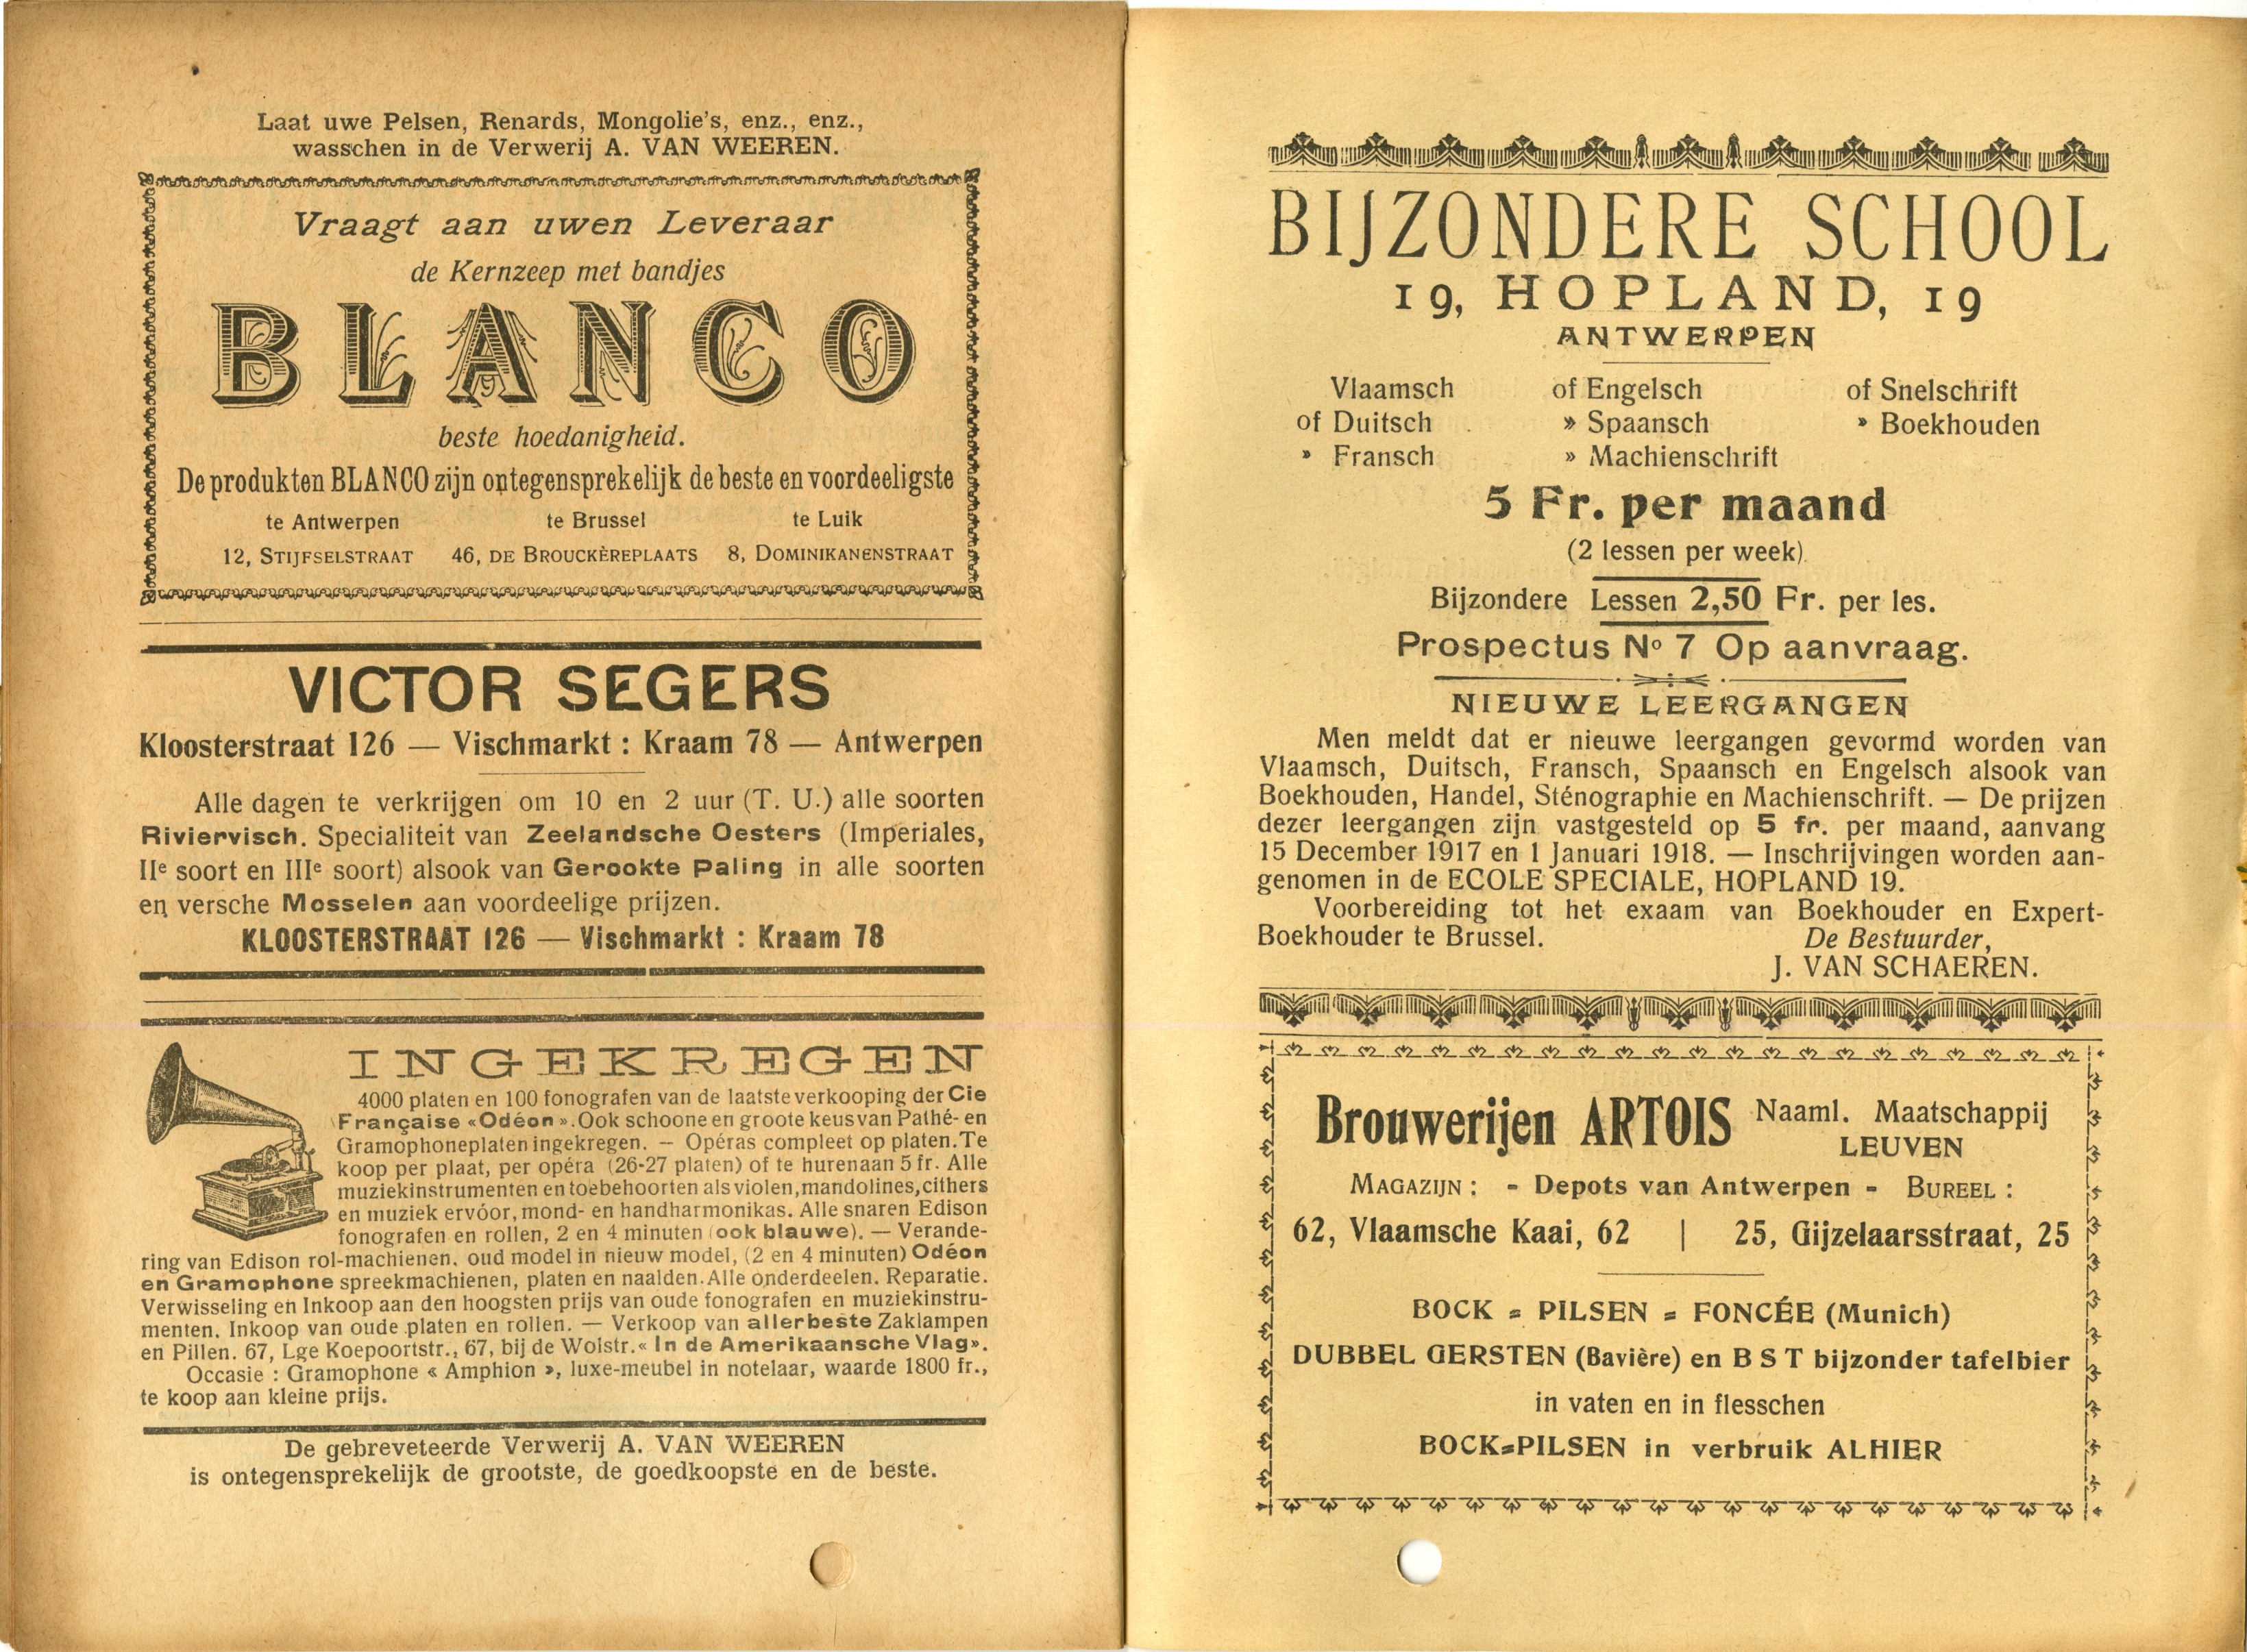 Laat uwe Pelsen, Renards, Mongolie's, enz., enz.,
wasschen in de Verwerij A. VAN WEEREN.
Vraagt aan uwen Leveraar
de Kernzeep met bandjes
BLANCO
beste hoedanigheid.
De produkten BLANCO zijn ontegensprekelijk de beste en voordeeligste
te Antwerpen te Brussel te Luik
12, STIJFSELSTRAAT 46, DE BROUCKÈREPLAATS 8, DOMINIKANENSTRAAT
VICTOR SEGERS
Kloosterstraat 126 — Vischmarkt : Kraam 78 — Antwerpen
Alle dagen te verkrijgen om 10 en 2 uur (T. U.) alle soorten
Riviervisch. Specialiteit van Zeelandsche Oesters (Imperiales,
IIe soort en IIIe soort) alsook van Gerookte Paling in alle soorten
en versche Mosselen aan voordeelige prijzen.
KLOOSTERSTRAAT 126 — Vischmarkt : Kraam 78
INGEKREGEN
4000 platen en 100 fonografen van de laatste verkooping der Cie
Française «Odéon». Ook schoone en groote keus van Pathé- en
Gramophoneplaten ingekregen. — Opéras compleet op platen. Te
koop per plaat, per opéra (26-27 platen) of te huren aan 5 fr. Alle
muziekinstrumenten en toebehoorten als violen, mandolines, cithers
en muziek ervóor, mond- en handharmonikas. Alle snaren Edison
fonografen en rollen, 2 en 4 minuten (ook blauwe). — Verande-
ring van Edison rol-machienen, oud model in nieuw model, (2 en 4 minuten) Odéon
en Gramophone spreekmachienen, platen en naalden. Alle onderdeelen. Reparatie.
Verwisseling en Inkoop aan den hoogsten prijs van oude fonografen en muziekinstru-
menten. Inkoop van oude platen en rollen. — Verkoop van allerbeste Zaklampen
en Pillen. 67, Lge Koepoortstr., 67, bij de Wolstr. « In de Amerikaansche Vlag».
Occasie : Gramophone « Amphion », luxe-meubel in notelaar, waarde 1800 fr.,
te koop aan kleine prijs.
De gebreveteerde Verwerij A. VAN WEEREN
is ontegensprekelijk de grootste, de goedkoopste en de beste.
BIJZONDERE SCHOOL
19, HOPLAND, 19
ANTWERPEN
Vlaamsch of Engelsch of Snelschrift
of Duitsch » Spaansch » Boekhouden
» Fransch » Machienschrift
5 Fr. per maand
(2 lessen per week)
Bijzondere Lessen 2,50 Fr. per les.
Prospectus No 7 Op aanvraag.
NIEUWE LEERGANGEN
Men meldt dat er nieuwe leergangen gevormd worden van
Vlaamsch, Duitsch, Fransch, Spaansch en Engelsch alsook van
Boekhouden, Handel, Sténographie en Machienschrift. — De prijzen
dezer leergangen zijn vastgesteld op 5 fr. per maand, aanvang
15 December 1917 en 1 Januari 1918. — Inschrijvingen worden aan-
genomen in de ECOLE SPECIALE, HOPLAND 19.
Voorbereiding tot het exaam van Boekhouder en Expert-
Boekhouder te Brussel. De Bestuurder,
J. VAN SCHAEREN.
Brouwerijen ARTOIS Naaml. Maatschappij
LEUVEN
MAGAZIJN : - Depots van Antwerpen - BUREEL :
62, Vlaamsche Kaai, 62 | 25, Gijzelaarsstraat, 25
BOCK = PILSEN = FONCÉE (Munich)
DUBBEL GERSTEN (Bavière) en B S T bijzonder tafelbier
in vaten en in flesschen
BOCK=PILSEN in verbruik ALHIER